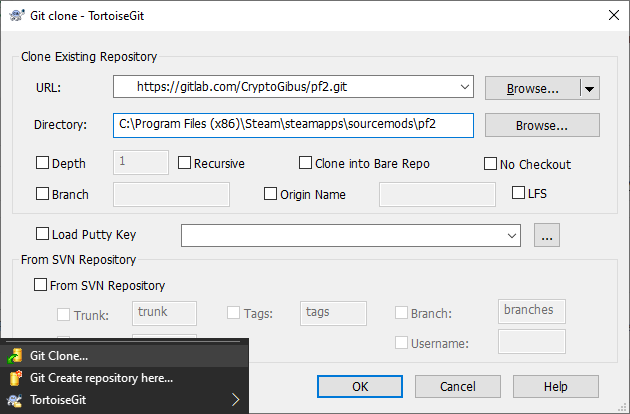 Git clone - TortoiseGit
Clone Existing Repository
URL: https://gitlab.com/CryptoGibus/pf2.git Browse...
Directory: C:\Program Files (x86)\Steam\steamapps\sourcemods\pf2 Browse...
Depth 1 Recursive Clone into Bare Repo No Checkout
Branch Origin Name LFS
Load Putty Key ...
From SVN Repository
From SVN Repository
Trunk: trunk Tags: tags Branch: branches
Username:
Git Clone...
Git Create repository here...
TortoiseGit
OK Cancel Help